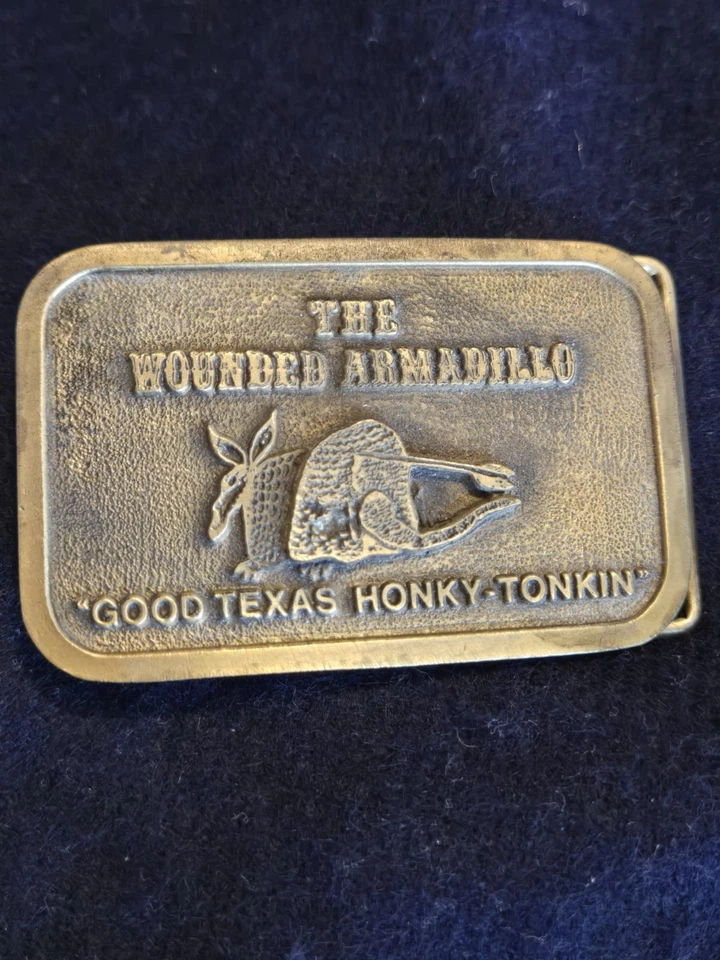 THE
WOUNDED ARMADILLO
"GOOD TEXAS HONKY-TONKIN"